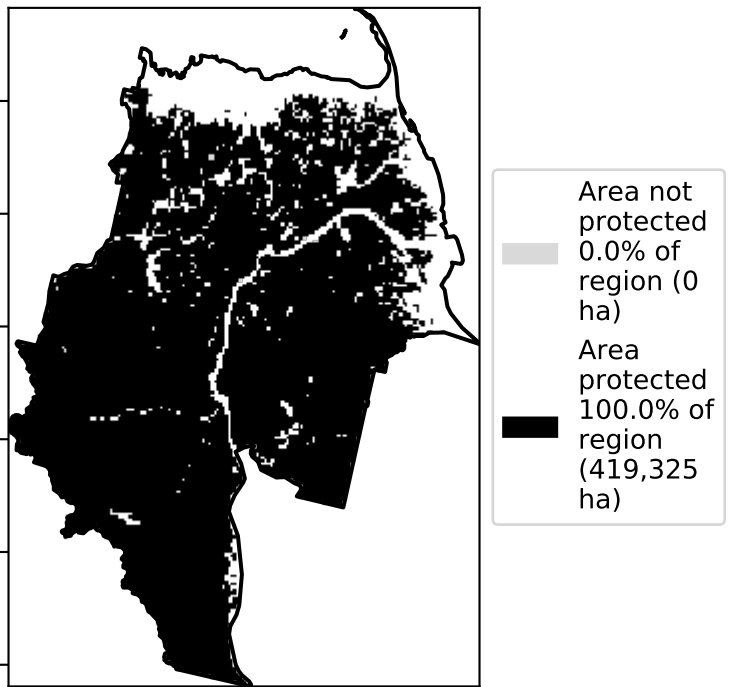 Area not
protected
0.0% of
region (0
ha)
Area
protected
100.0% of
region
(419,325
ha)